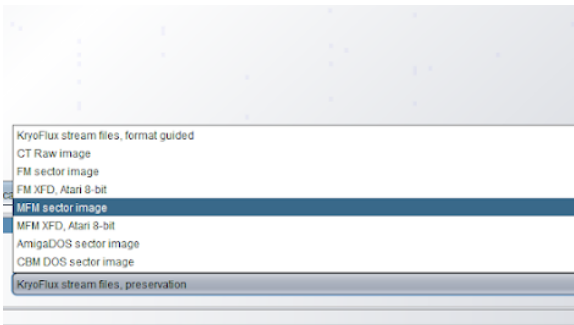 KryoFlux stream files, format guided
CT Raw image
FM sector image
FM XFD, Atari 8-bit
MFM sector image
MFM XFD, Atari 8-bit
AmigaDOS sector image
CBM DOS sector image
KryoFlux stream files, preservation